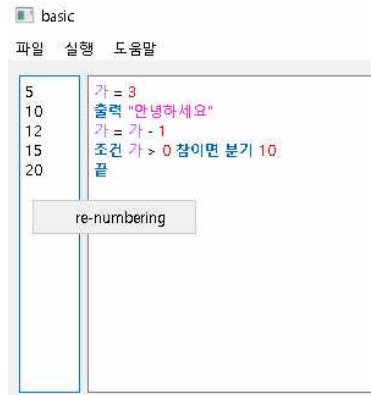 basic
파일 실행 도움말
5 가 = 3
10 출력 "안녕하세요"
12 가 = 가 - 1
15 조건 가 > 0 참이면 분기 10
20 끝
re-numbering